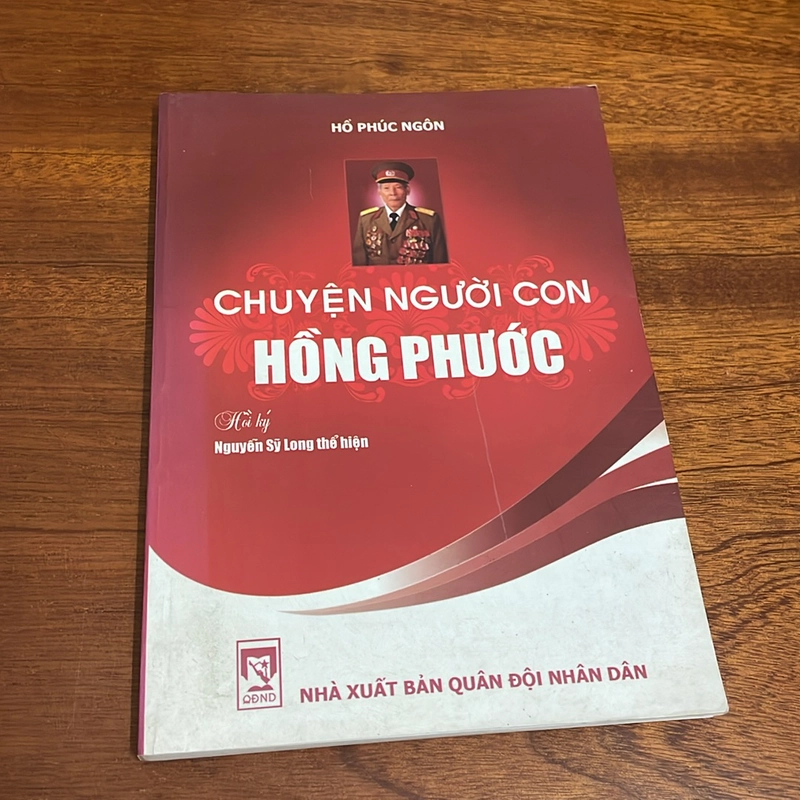 HỒ PHÚC NGÔN
CHUYỆN NGƯỜI CON
HỒNG PHƯỚC
Hồi ký
Nguyễn Sỹ Long thể hiện
QĐND
NHÀ XUẤT BẢN QUÂN ĐỘI NHÂN DÂN